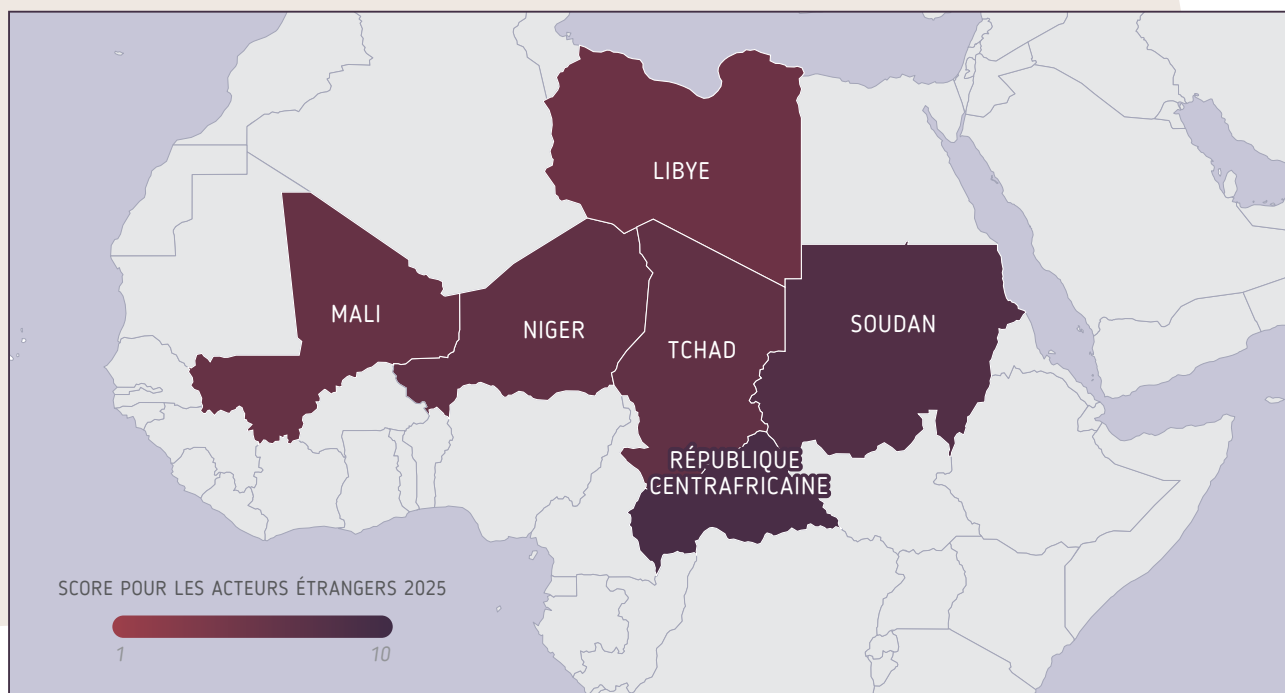 LIBYE
MALI
NIGER
TCHAD
SOUDAN
RÉPUBLIQUE
CENTRAFRICAINE
SCORE POUR LES ACTEURS ÉTRANGERS 2025
1 10